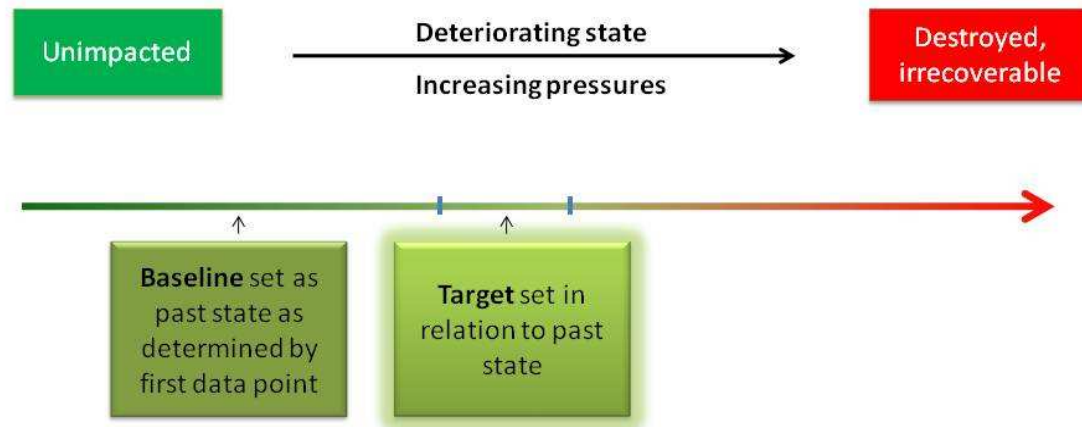 Unimpacted
Deteriorating state
Increasing pressures
Destroyed,
irrecoverable
Baseline set as
past state as
determined by
first data point
Target set in
relation to past
state